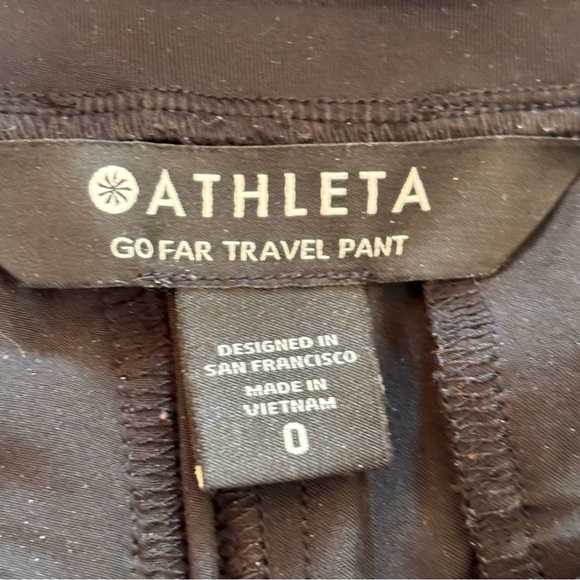 ATHLETA
GO FAR TRAVEL PANT
DESIGNED IN
SAN FRANCISCO
MADE IN
VIETNAM
0